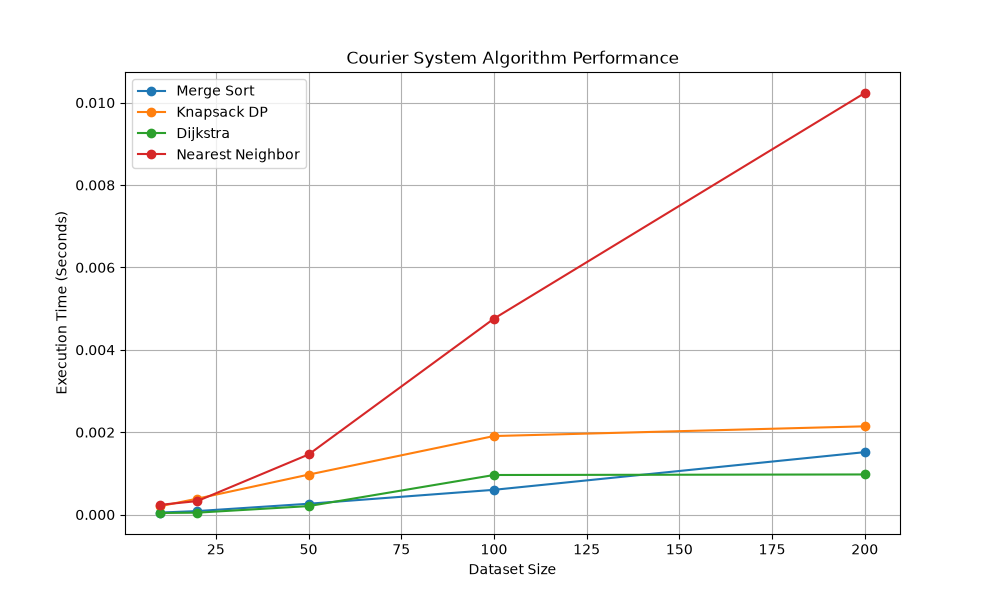 Courier System Algorithm Performance
Merge Sort
Knapsack DP
Dijkstra
Nearest Neighbor
0.010
0.008
0.006
0.004
0.002
0.000
Execution Time (Seconds)
25 50 75 100 125 150 175 200
Dataset Size